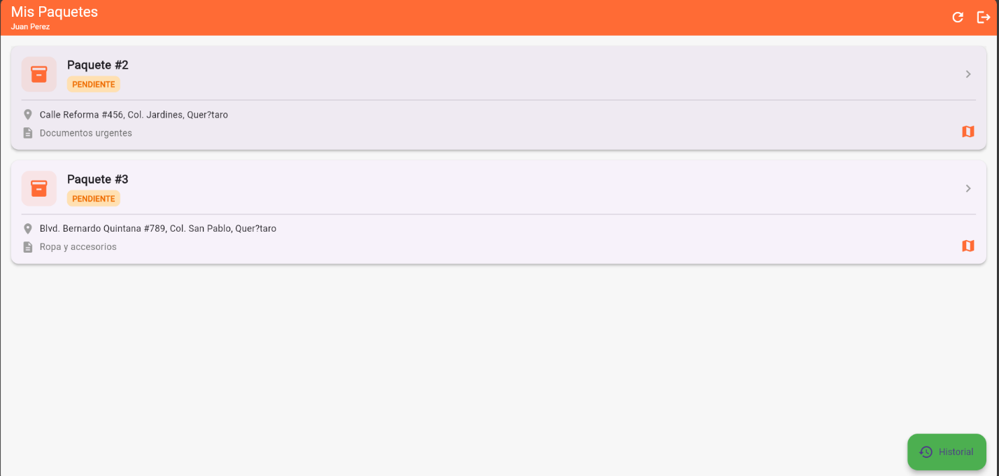 Mis Paquetes
Juan Perez
Paquete #2
PENDIENTE
Calle Reforma #456, Col. Jardines, Quer?taro
Documentos urgentes
Paquete #3
PENDIENTE
Blvd. Bernardo Quintana #789, Col. San Pablo, Quer?taro
Ropa y accesorios
Historial